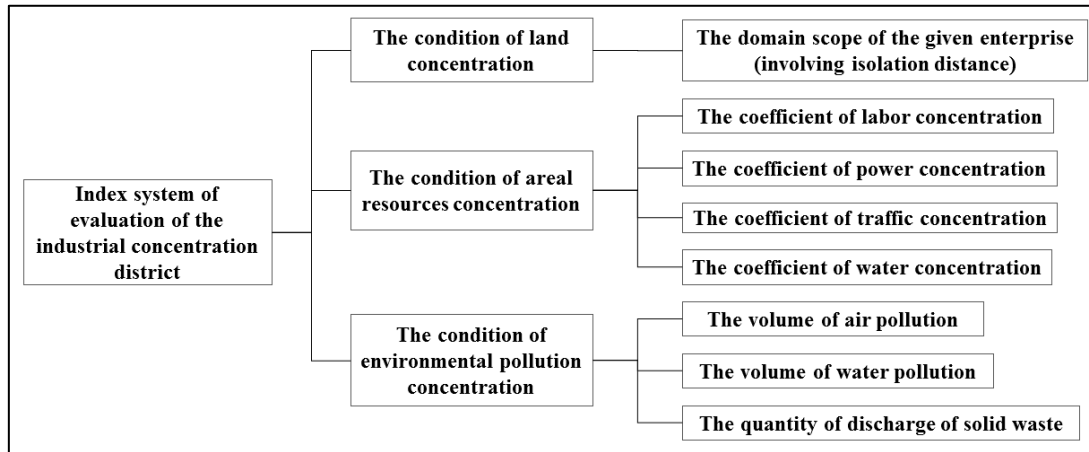 Index system of
evaluation of the
industrial concentration
district
The condition of land
concentration
The domain scope of the given enterprise
(involving isolation distance)
The condition of areal
resources concentration
The coefficient of labor concentration
The coefficient of power concentration
The coefficient of traffic concentration
The coefficient of water concentration
The condition of
environmental pollution
concentration
The volume of air pollution
The volume of water pollution
The quantity of discharge of solid waste